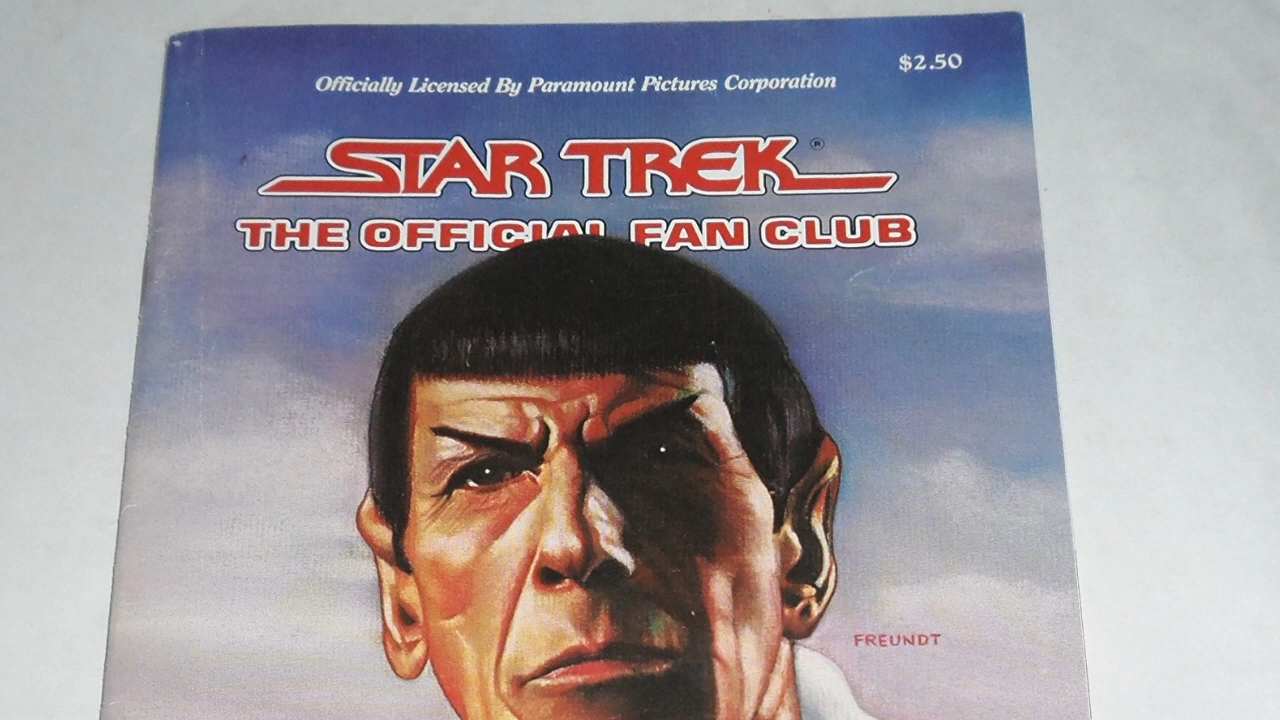 $2.50
Officially Licensed By Paramount Pictures Corporation
STAR TREK®
THE OFFICIAL FAN CLUB
FREUNDT